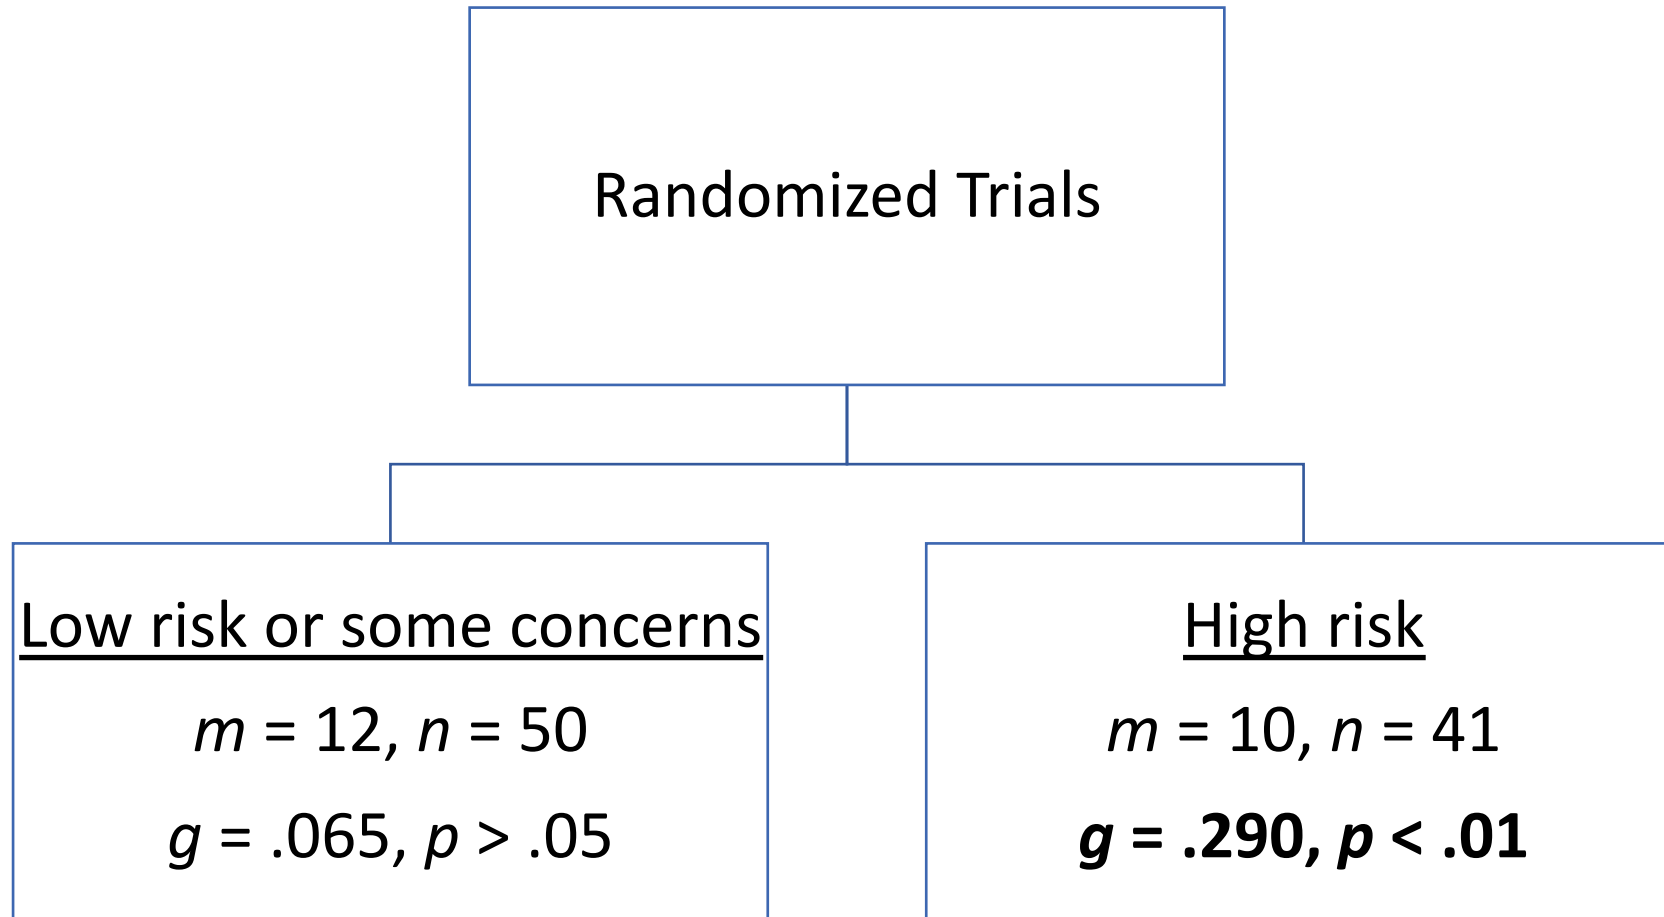 Randomized Trials
Low risk or some concerns
m = 12, n = 50
g = .065, p > .05
High risk
m = 10, n = 41
g = .290, p < .01